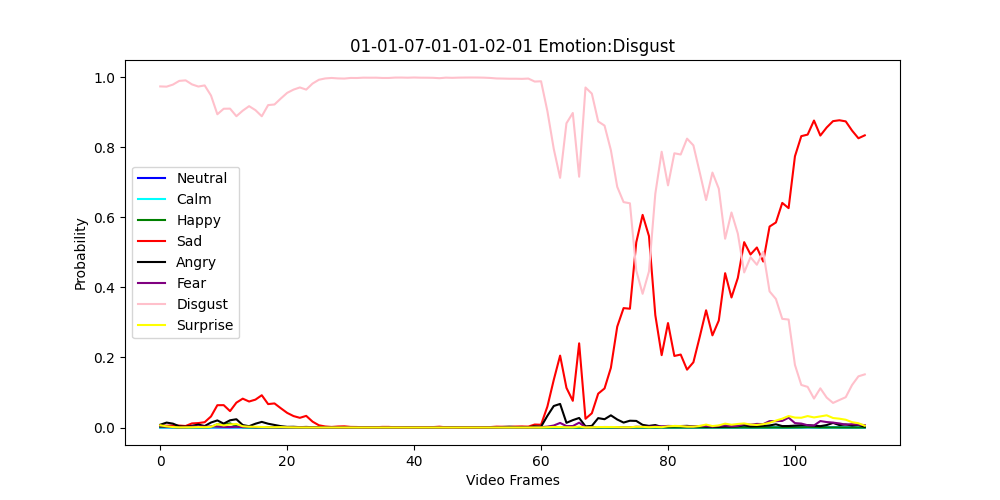 01-01-07-01-01-02-01 Emotion:Disgust
Probability
1.0
0.8
0.6
0.4
0.2
0.0
Neutral
Calm
Happy
Sad
Angry
Fear
Disgust
Surprise
0 20 40 60 80 100
Video Frames